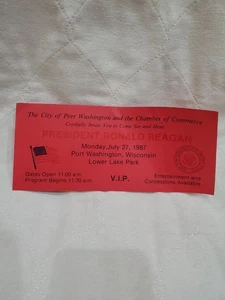 The City of Port Washington and the Chamber of Commerce
Cordially Invite You to Come See and Hear
PRESIDENT RONALD REAGAN
Monday, July 27, 1987
Port Washington, Wisconsin
Lower Lake Park
Gates Open 11:00 a.m.
Program Begins 11:30 a.m.
V.I.P.
Entertainment and
Concessions Available